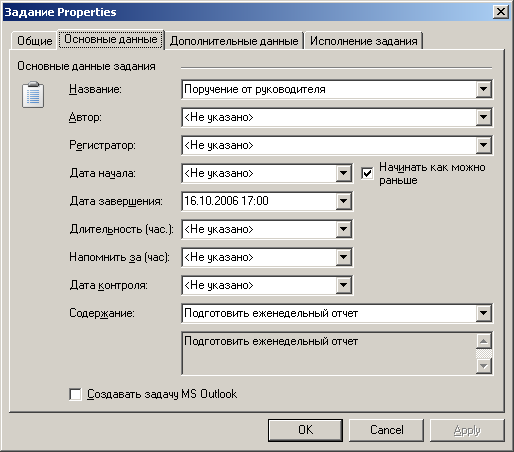 Задание Properties
Общие Основные данные Дополнительные данные Исполнение задания
Основные данные задания
Название: Поручение от руководителя
Автор: <Не указано>
Регистратор: <Не указано>
Дата начала: <Не указано> Начинать как можно
раньше
Дата завершения: 16.10.2006 17:00
Длительность (час.): <Не указано>
Напомнить за (час): <Не указано>
Дата контроля: <Не указано>
Содержание: Подготовить еженедельный отчет
Подготовить еженедельный отчет
Создавать задачу MS Outlook
OK Cancel Apply